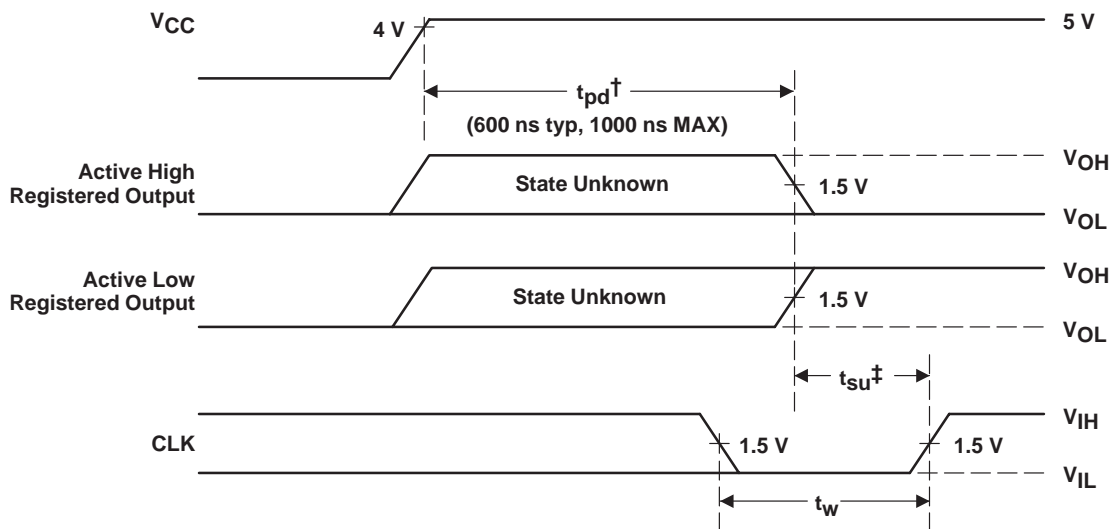 VCC
4 V
5 V
tpd†
(600 ns typ, 1000 ns MAX)
Active High
Registered Output
State Unknown
1.5 V
VOH
VOL
Active Low
Registered Output
State Unknown
1.5 V
VOH
VOL
tsu‡
CLK
1.5 V
1.5 V
VIH
VIL
tw